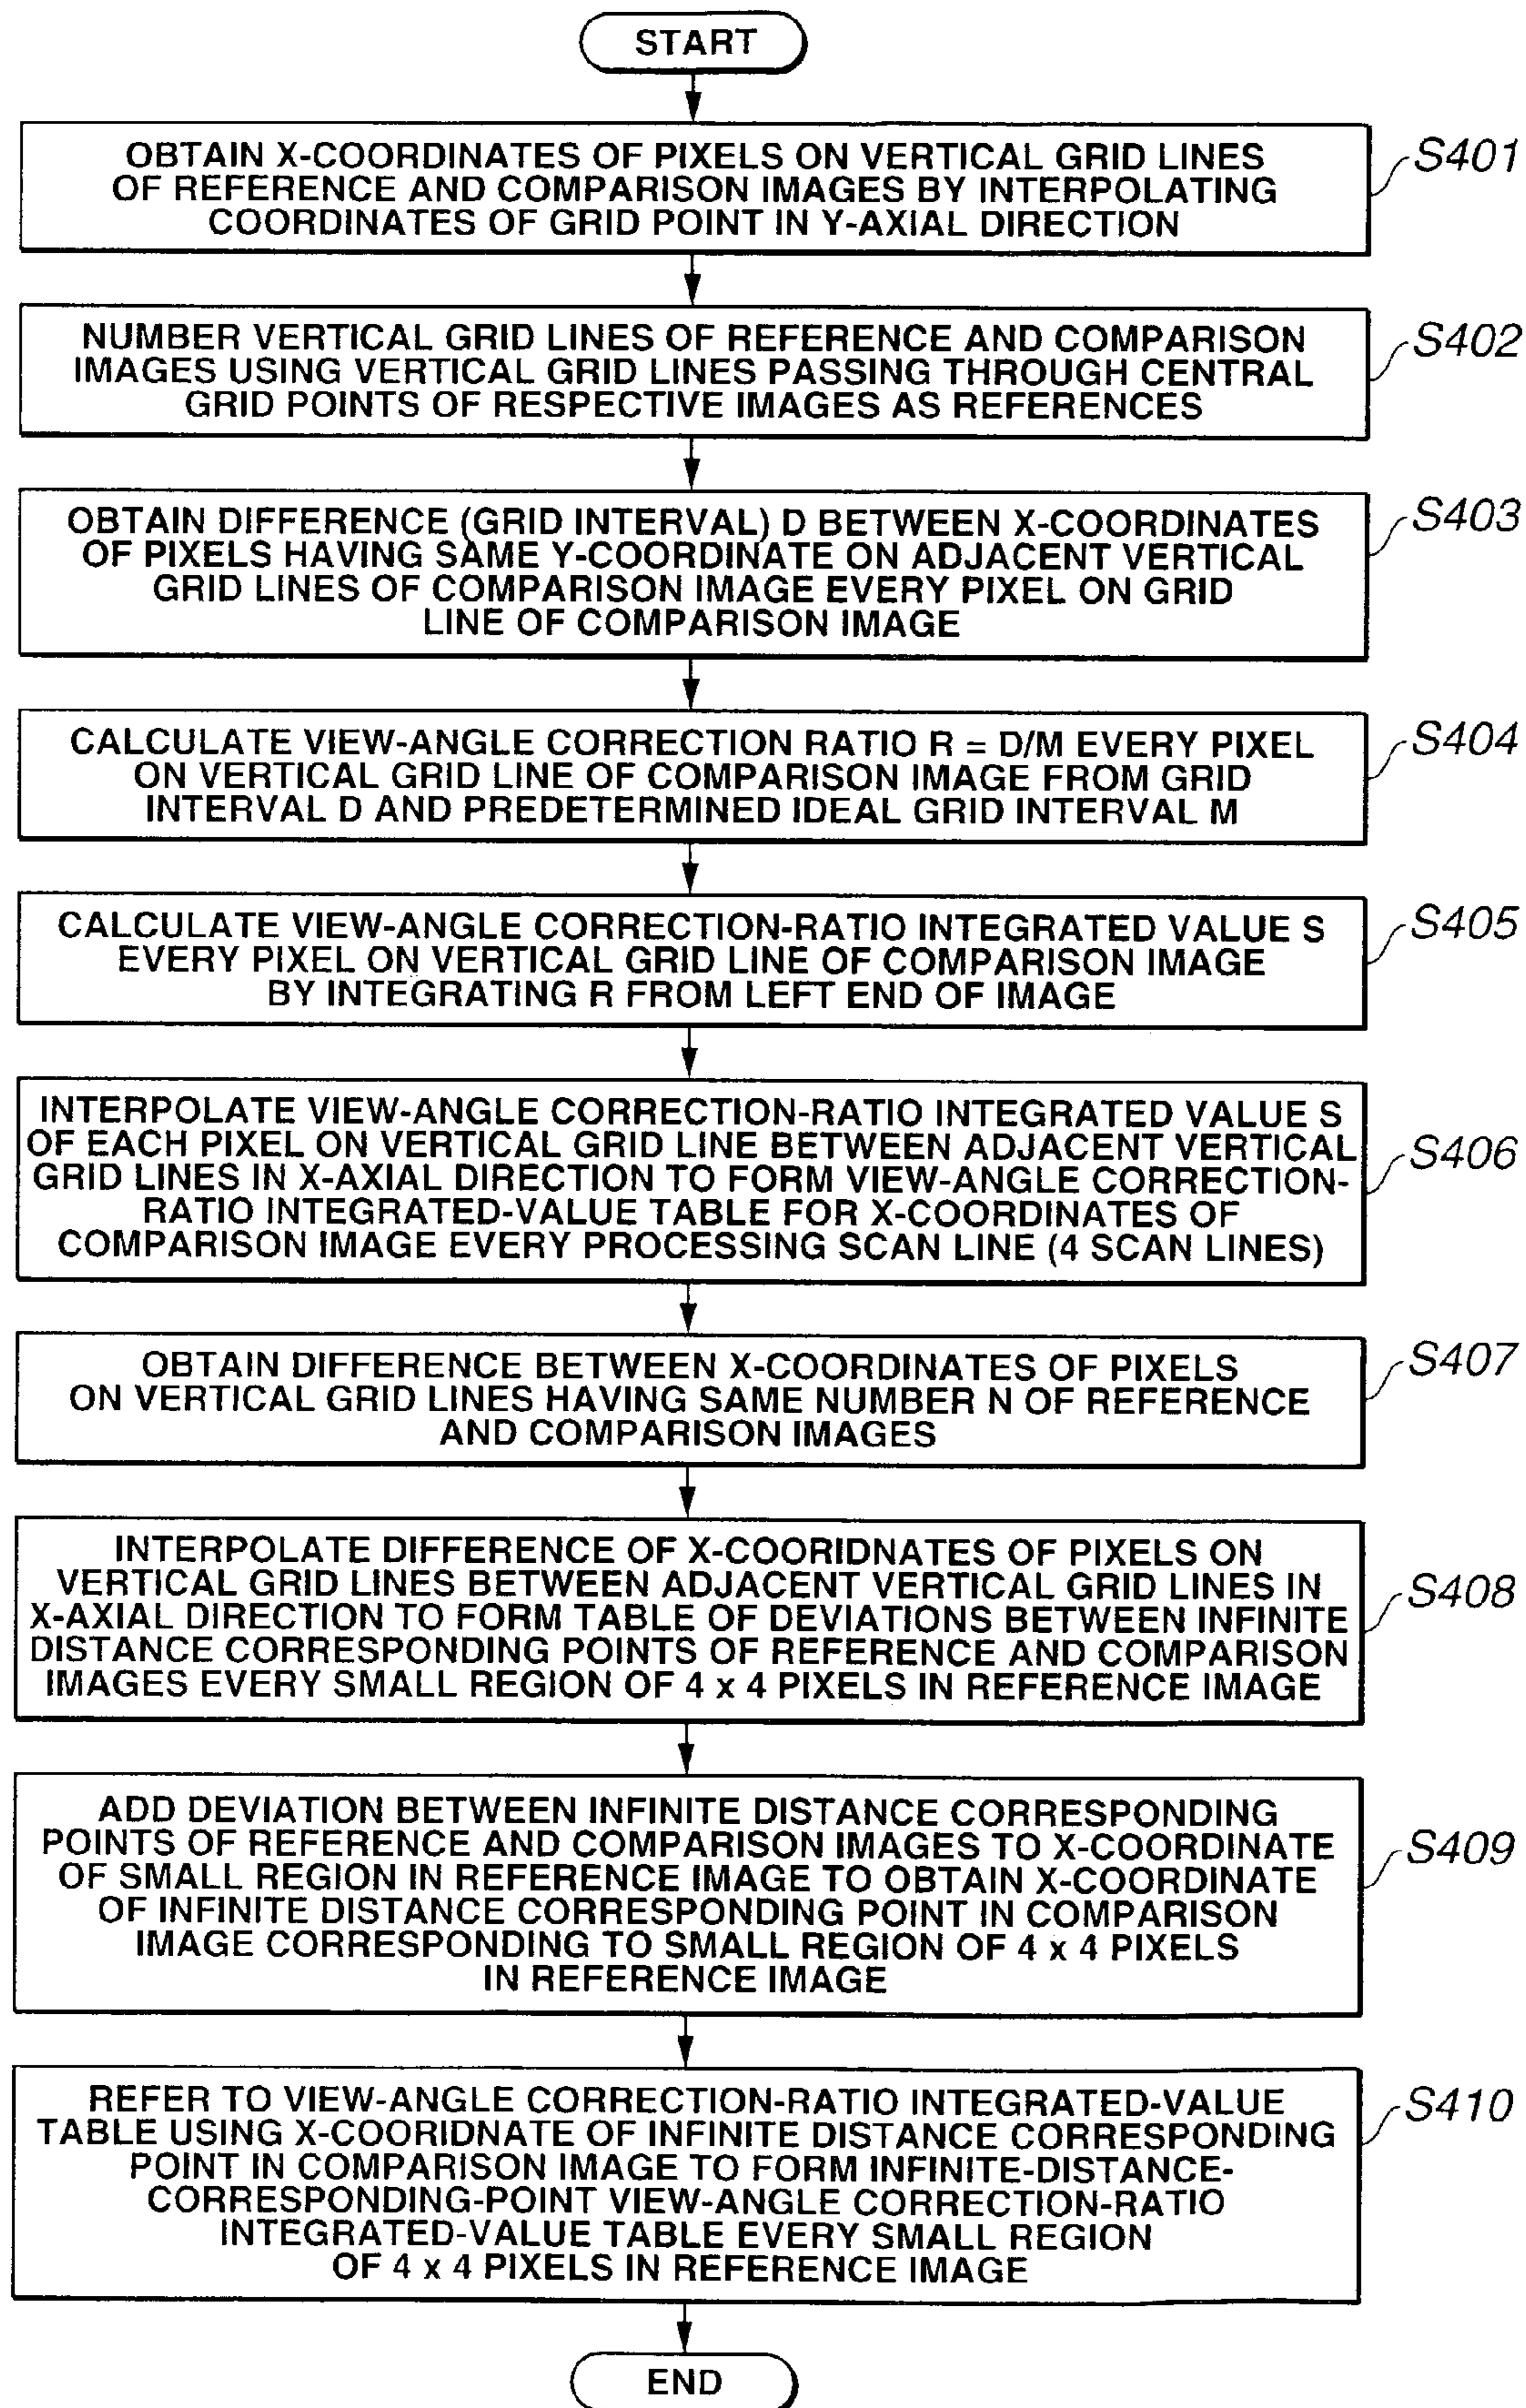 START
OBTAIN X-COORDINATES OF PIXELS ON VERTICAL GRID LINES
OF REFERENCE AND COMPARISON IMAGES BY INTERPOLATING
COORDINATES OF GRID POINT IN Y-AXIAL DIRECTION
S401
NUMBER VERTICAL GRID LINES OF REFERENCE AND COMPARISON
IMAGES USING VERTICAL GRID LINES PASSING THROUGH CENTRAL
GRID POINTS OF RESPECTIVE IMAGES AS REFERENCES
S402
OBTAIN DIFFERENCE (GRID INTERVAL) D BETWEEN X-COORDINATES
OF PIXELS HAVING SAME Y-COORDINATE ON ADJACENT VERTICAL
GRID LINES OF COMPARISON IMAGE EVERY PIXEL ON GRID
LINE OF COMPARISON IMAGE
S403
CALCULATE VIEW-ANGLE CORRECTION RATIO R = D/M EVERY PIXEL
ON VERTICAL GRID LINE OF COMPARISON IMAGE FROM GRID
INTERVAL D AND PREDETERMINED IDEAL GRID INTERVAL M
S404
CALCULATE VIEW-ANGLE CORRECTION-RATIO INTEGRATED VALUE S
EVERY PIXEL ON VERTICAL GRID LINE OF COMPARISON IMAGE
BY INTEGRATING R FROM LEFT END OF IMAGE
S405
INTERPOLATE VIEW-ANGLE CORRECTION-RATIO INTEGRATED VALUE S
OF EACH PIXEL ON VERTICAL GRID LINE BETWEEN ADJACENT VERTICAL
GRID LINES IN X-AXIAL DIRECTION TO FORM VIEW-ANGLE CORRECTION-
RATIO INTEGRATED-VALUE TABLE FOR X-COORDINATES OF
COMPARISON IMAGE EVERY PROCESSING SCAN LINE (4 SCAN LINES)
S406
OBTAIN DIFFERENCE BETWEEN X-COORDINATES OF PIXELS
ON VERTICAL GRID LINES HAVING SAME NUMBER N OF REFERENCE
AND COMPARISON IMAGES
S407
INTERPOLATE DIFFERENCE OF X-COORIDNATES OF PIXELS ON
VERTICAL GRID LINES BETWEEN ADJACENT VERTICAL GRID LINES IN
X-AXIAL DIRECTION TO FORM TABLE OF DEVIATIONS BETWEEN INFINITE
DISTANCE CORRESPONDING POINTS OF REFERENCE AND COMPARISON
IMAGES EVERY SMALL REGION OF 4 x 4 PIXELS IN REFERENCE IMAGE
S408
ADD DEVIATION BETWEEN INFINITE DISTANCE CORRESPONDING
POINTS OF REFERENCE AND COMPARISON IMAGES TO X-COORDINATE
OF SMALL REGION IN REFERENCE IMAGE TO OBTAIN X-COORDINATE
OF INFINITE DISTANCE CORRESPONDING POINT IN COMPARISON
IMAGE CORRESPONDING TO SMALL REGION OF 4 x 4 PIXELS
IN REFERENCE IMAGE
S409
REFER TO VIEW-ANGLE CORRECTION-RATIO INTEGRATED-VALUE
TABLE USING X-COORIDNATE OF INFINITE DISTANCE CORRESPONDING
POINT IN COMPARISON IMAGE TO FORM INFINITE-DISTANCE-
CORRESPONDING-POINT VIEW-ANGLE CORRECTION-RATIO
INTEGRATED-VALUE TABLE EVERY SMALL REGION
OF 4 x 4 PIXELS IN REFERENCE IMAGE
S410
END